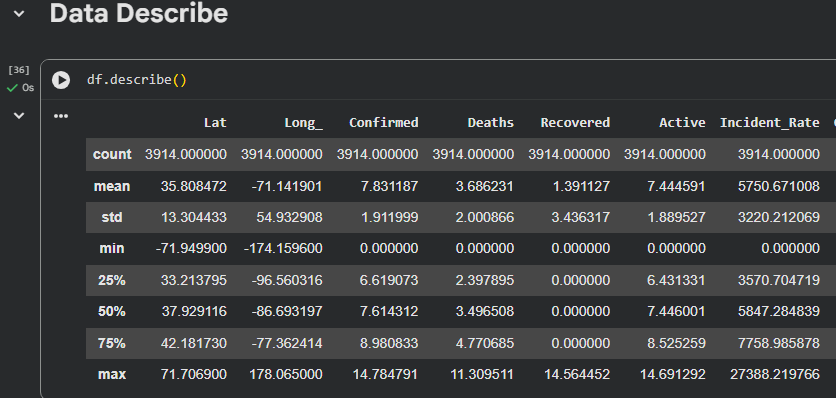 Data Describe
[36]
0s
df.describe()
Lat Long_ Confirmed Deaths Recovered Active Incident_Rate
count 3914.000000 3914.000000 3914.000000 3914.000000 3914.000000 3914.000000 3914.000000
mean 35.808472 -71.141901 7.831187 3.686231 1.391127 7.444591 5750.671008
std 13.304433 54.932908 1.911999 2.000866 3.436317 1.889527 3220.212069
min -71.949900 -174.159600 0.000000 0.000000 0.000000 0.000000 0.000000
25% 33.213795 -96.560316 6.619073 2.397895 0.000000 6.431331 3570.704719
50% 37.929116 -86.693197 7.614312 3.496508 0.000000 7.446001 5847.284839
75% 42.181730 -77.362414 8.980833 4.770685 0.000000 8.525259 7758.985878
max 71.706900 178.065000 14.784791 11.309511 14.564452 14.691292 27388.219766